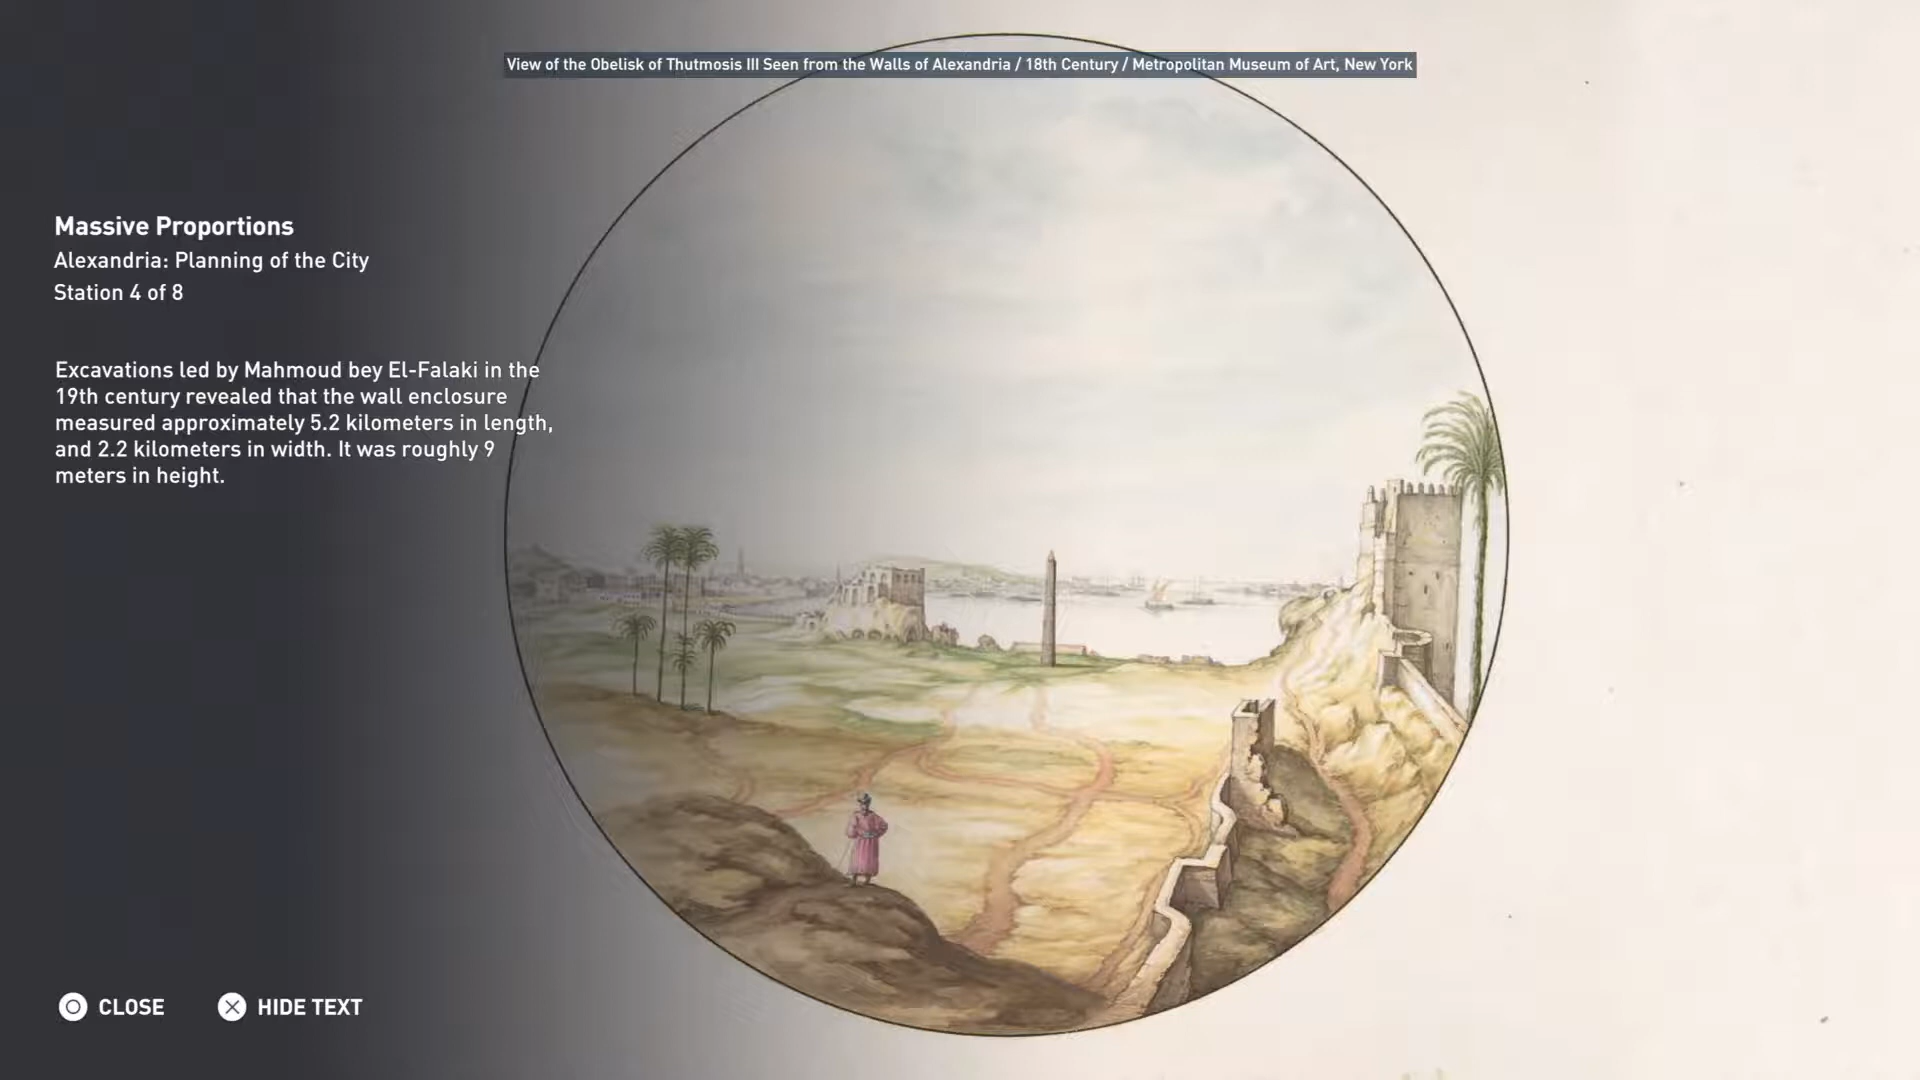 View of the Obelisk of Thutmosis III Seen from the Walls of Alexandria / 18th Century / Metropolitan Museum of Art, New York
Massive Proportions
Alexandria: Planning of the City
Station 4 of 8
Excavations led by Mahmoud bey El-Falaki in the
19th century revealed that the wall enclosure
measured approximately 5.2 kilometers in length,
and 2.2 kilometers in width. It was roughly 9
meters in height.
CLOSE
HIDE TEXT